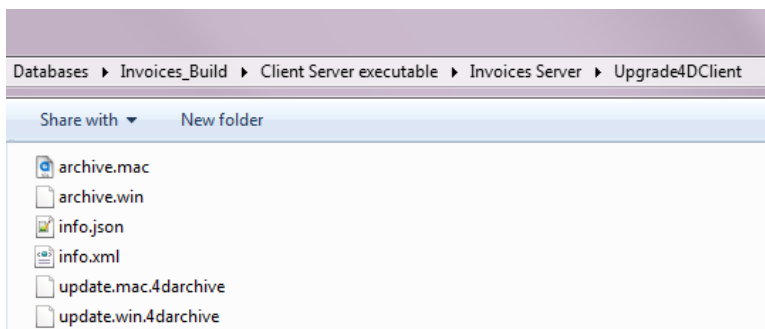 Databases ▸ Invoices_Build ▸ Client Server executable ▸ Invoices Server ▸ Upgrade4DClient
Share with ▾ New folder
archive.mac
archive.win
info.json
info.xml
update.mac.4darchive
update.win.4darchive